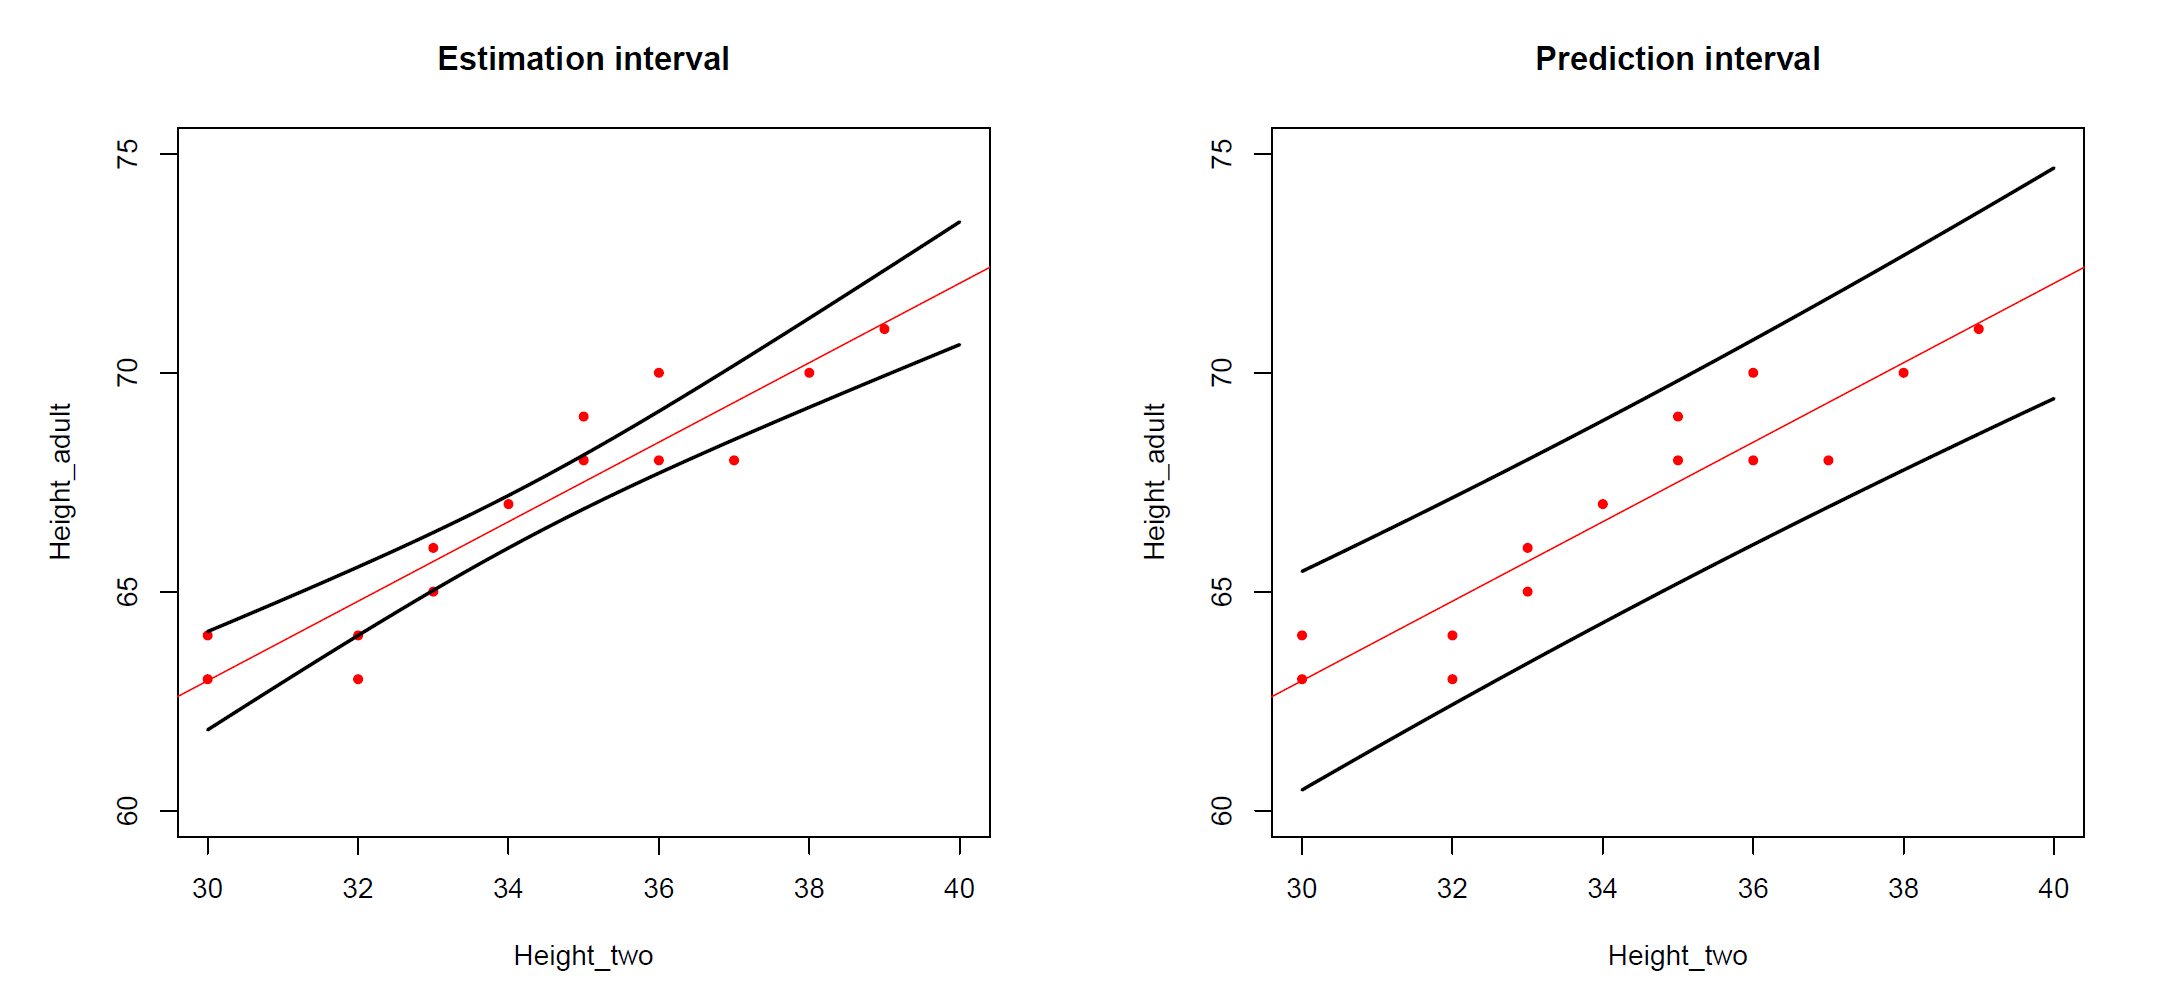 Estimation interval
Height_adult
75
70
65
60
30 32 34 36 38 40
Height_two
Prediction interval
Height_adult
75
70
65
60
30 32 34 36 38 40
Height_two